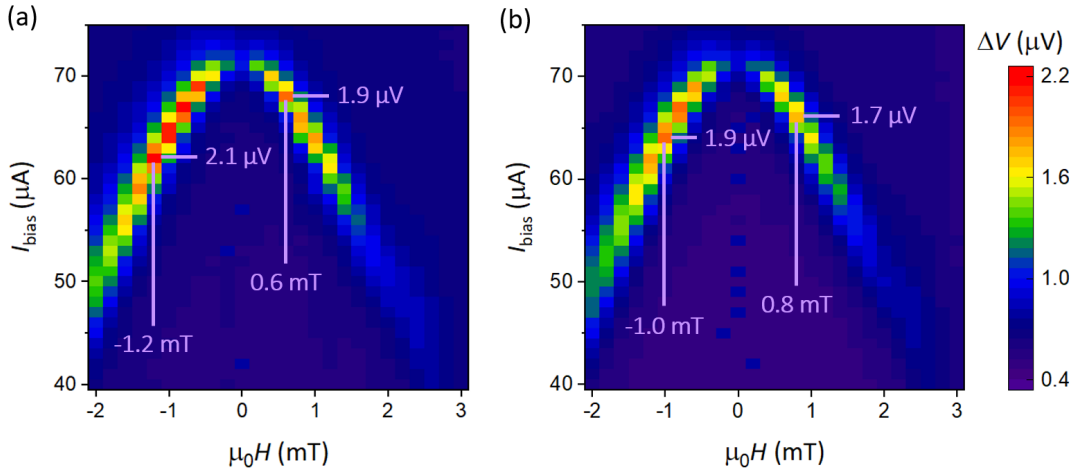 (a)
(b)
ΔV (μV)
70
60
50
40
I_bias (μA)
1.9 μV
2.1 μV
0.6 mT
-1.2 mT
-2 -1 0 1 2 3
μ₀H (mT)
70
60
50
40
I_bias (μA)
1.7 μV
1.9 μV
0.8 mT
-1.0 mT
-2 -1 0 1 2 3
μ₀H (mT)
2.2
1.6
1.0
0.4